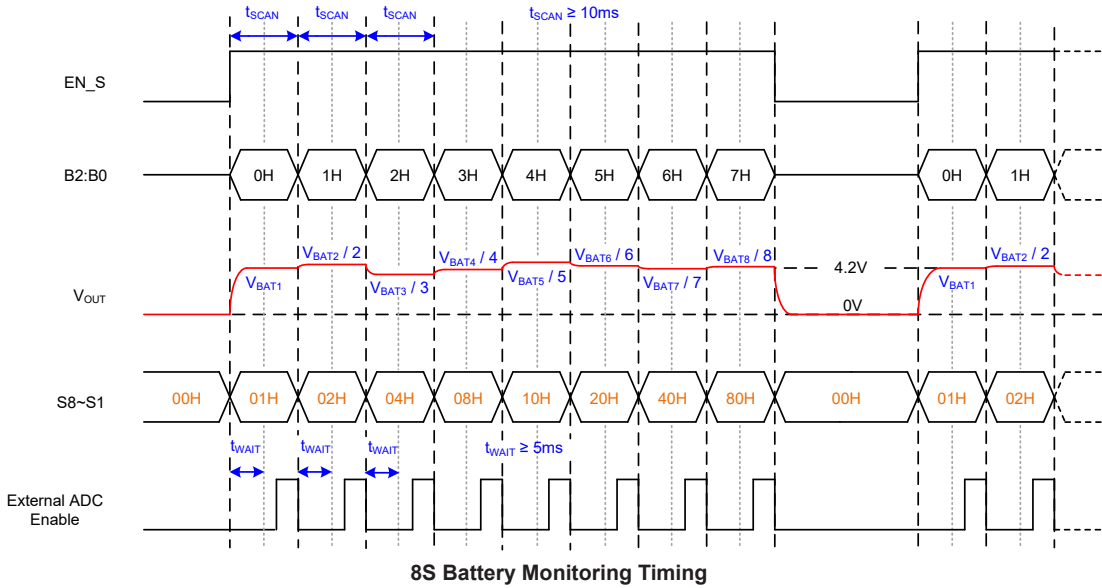 tSCAN tSCAN tSCAN tSCAN ≥ 10ms
EN_S
B2:B0 0H 1H 2H 3H 4H 5H 6H 7H 0H 1H
VOUT VBAT1 VBAT2 / 2 VBAT3 / 3 VBAT4 / 4 VBAT5 / 5 VBAT6 / 6 VBAT7 / 7 VBAT8 / 8 4.2V 0V VBAT1 VBAT2 / 2
S8~S1 00H 01H 02H 04H 08H 10H 20H 40H 80H 00H 01H 02H
tWAIT tWAIT tWAIT tWAIT ≥ 5ms
External ADC
Enable
8S Battery Monitoring Timing